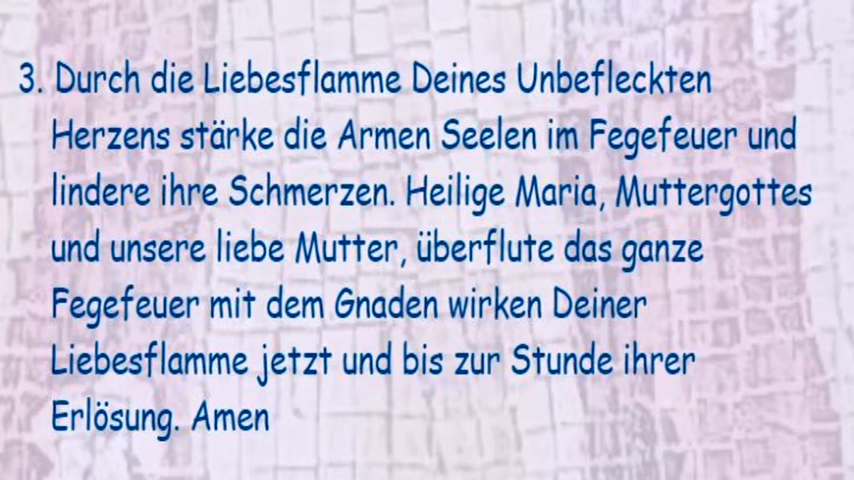 3. Durch die Liebesflamme Deines Unbefleckten
Herzens stärke die Armen Seelen im Fegefeuer und
lindere ihre Schmerzen. Heilige Maria, Muttergottes
und unsere liebe Mutter, überflute das ganze
Fegefeuer mit dem Gnaden wirken Deiner
Liebesflamme jetzt und bis zur Stunde ihrer
Erlösung. Amen